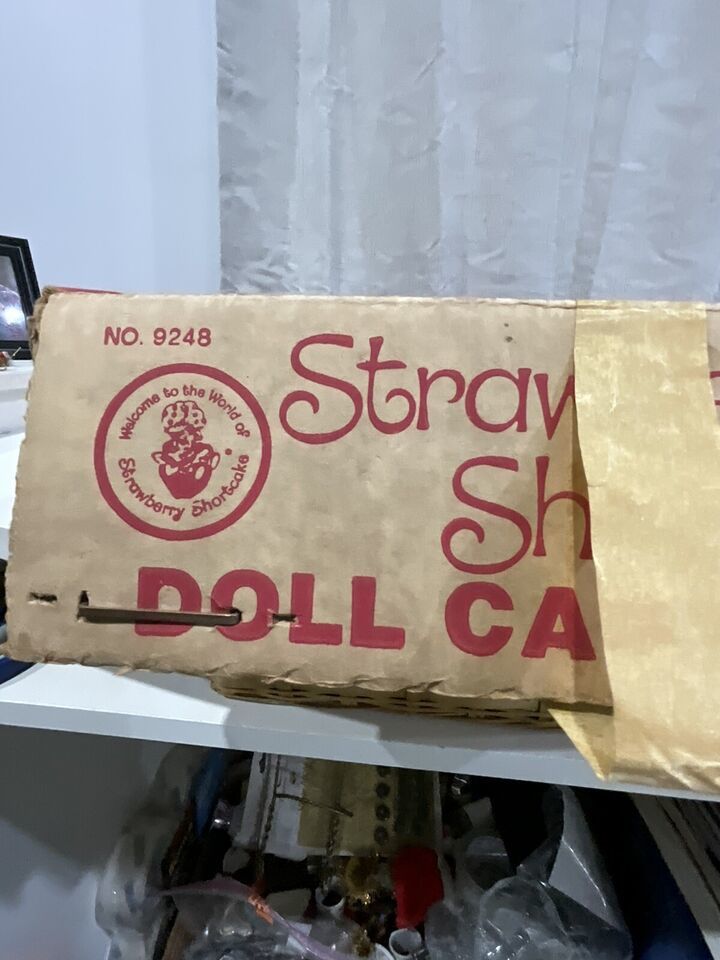 NO. 9248
Welcome to the World of
Strawberry Shortcake
Straw
Sh
DOLL CA